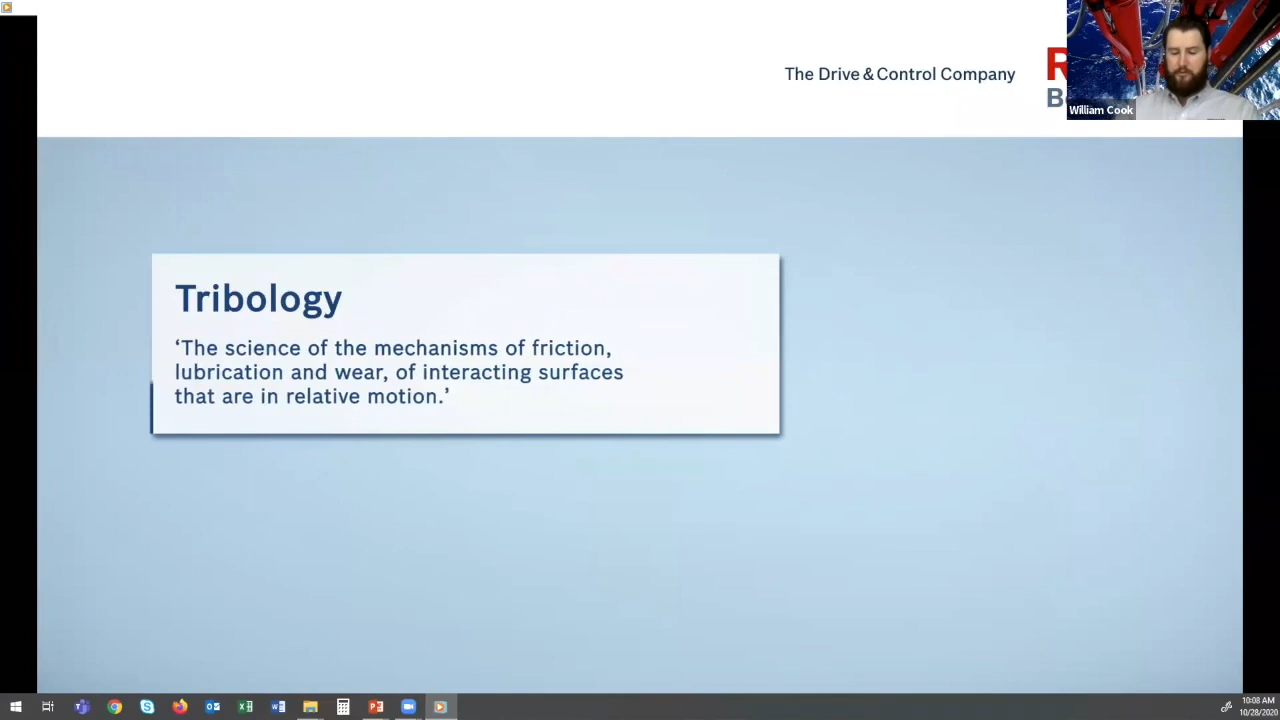 The Drive & Control Company
R
B
William Cook
Tribology
‘The science of the mechanisms of friction,
lubrication and wear, of interacting surfaces
that are in relative motion.’
10:08 AM
10/28/2020